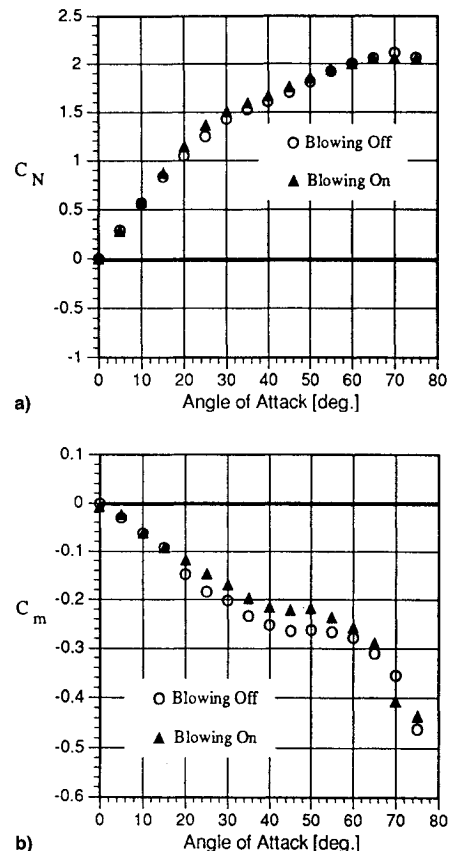 2.5
2
1.5
1
0.5
0
-0.5
-1
C N
Blowing Off
Blowing On
0 10 20 30 40 50 60 70 80
a) Angle of Attack [deg.]
0.1
0
-0.1
-0.2
-0.3
-0.4
-0.5
-0.6
C m
Blowing Off
Blowing On
0 10 20 30 40 50 60 70 80
b) Angle of Attack [deg.]